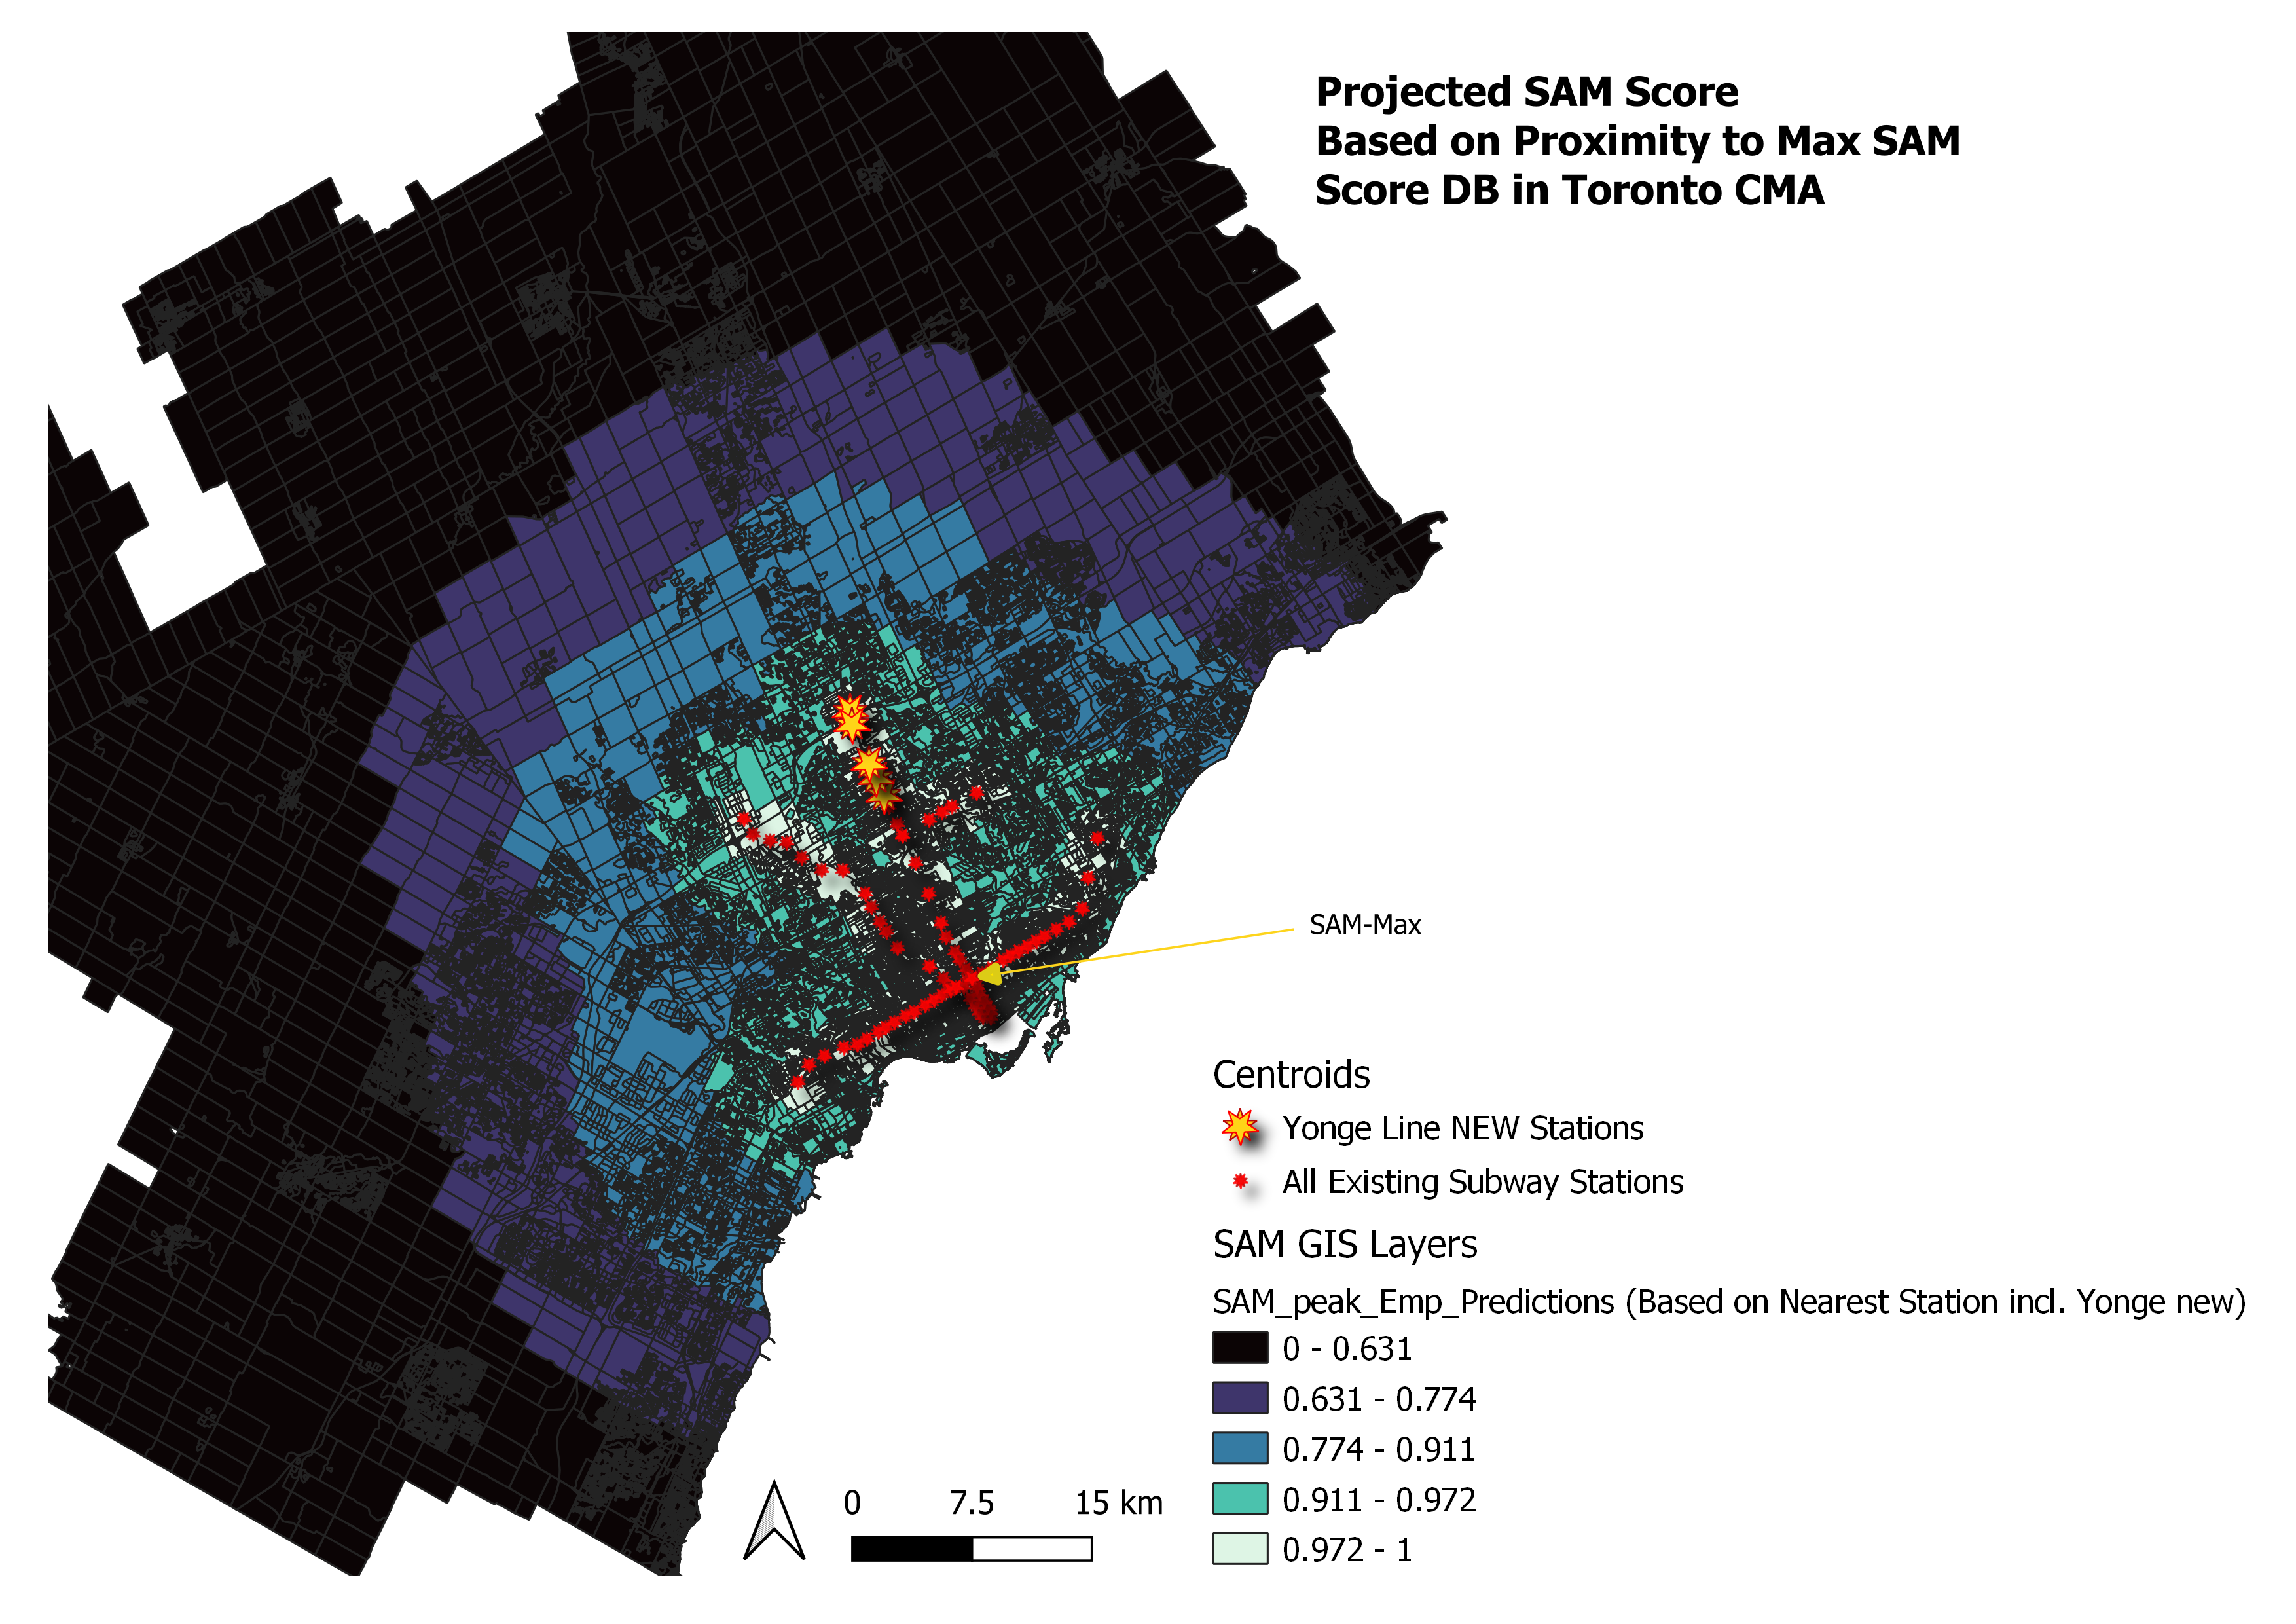 Projected SAM Score
Based on Proximity to Max SAM
Score DB in Toronto CMA
SAM-Max
Centroids
Yonge Line NEW Stations
All Existing Subway Stations
SAM GIS Layers
SAM_peak_Emp_Predictions (Based on Nearest Station incl. Yonge new)
0 - 0.631
0.631 - 0.774
0.774 - 0.911
0.911 - 0.972
0.972 - 1
0 7.5 15 km